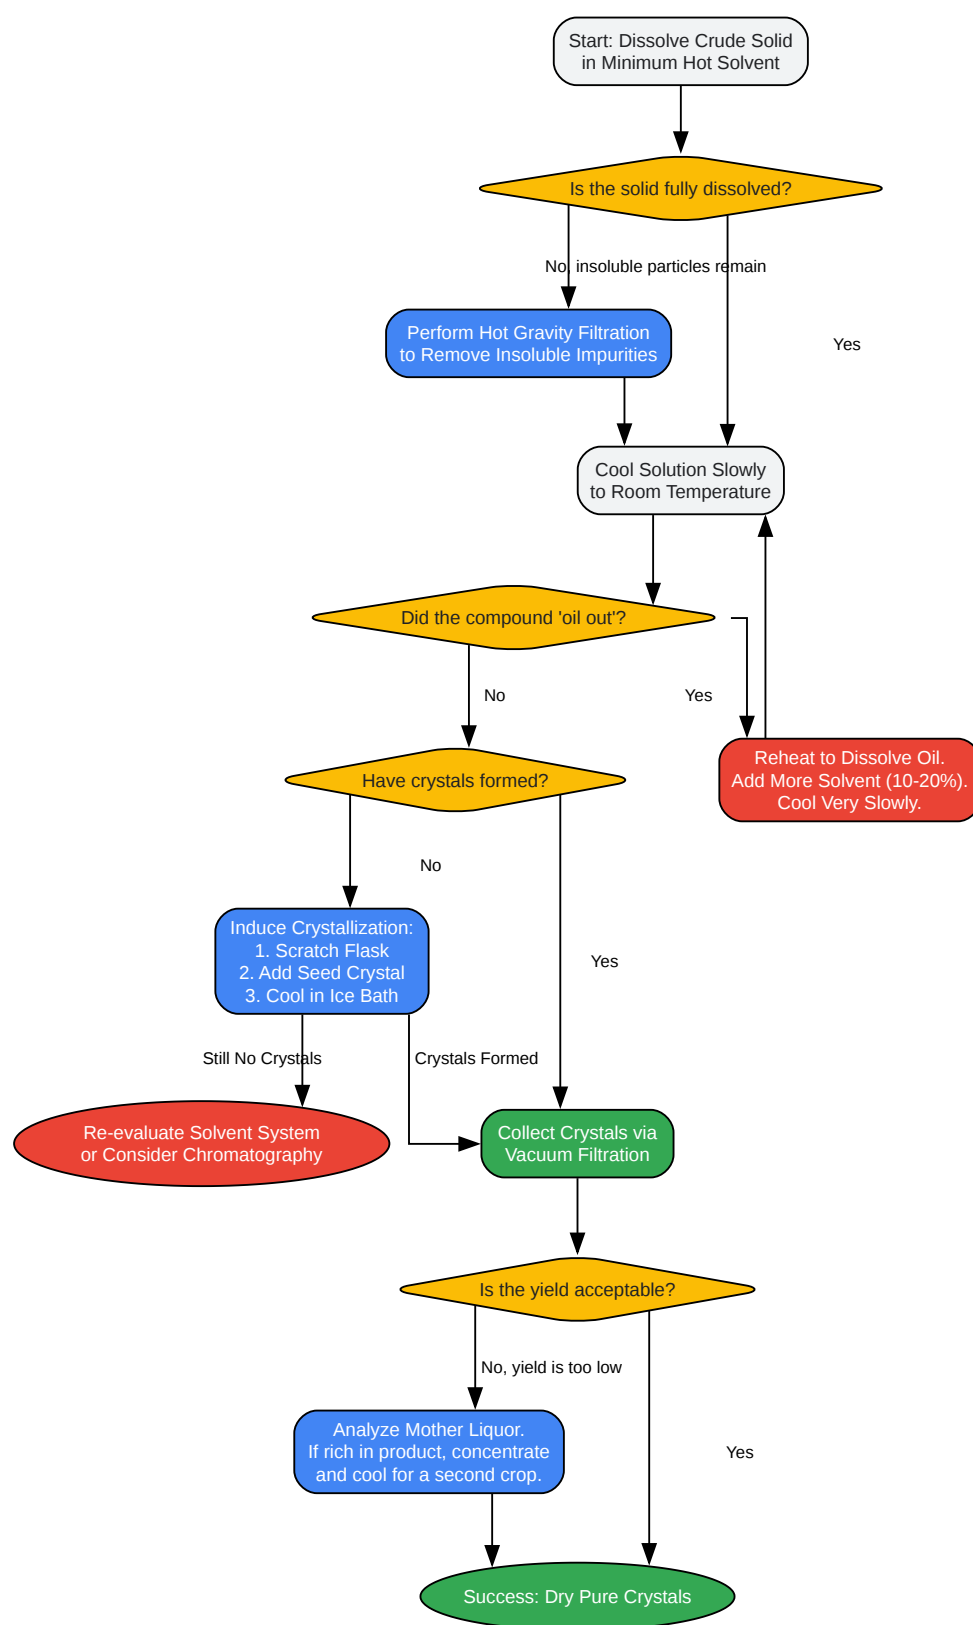 Start: Dissolve Crude Solid
in Minimum Hot Solvent
Is the solid fully dissolved?
No, insoluble particles remain
Perform Hot Gravity Filtration
to Remove Insoluble Impurities
Yes
Cool Solution Slowly
to Room Temperature
Did the compound 'oil out'?
No
Yes
Reheat to Dissolve Oil.
Add More Solvent (10-20%).
Cool Very Slowly.
Have crystals formed?
No
Induce Crystallization:
1. Scratch Flask
2. Add Seed Crystal
3. Cool in Ice Bath
Yes
Still No Crystals
Crystals Formed
Re-evaluate Solvent System
or Consider Chromatography
Collect Crystals via
Vacuum Filtration
Is the yield acceptable?
No, yield is too low
Analyze Mother Liquor.
If rich in product, concentrate
and cool for a second crop.
Yes
Success: Dry Pure Crystals